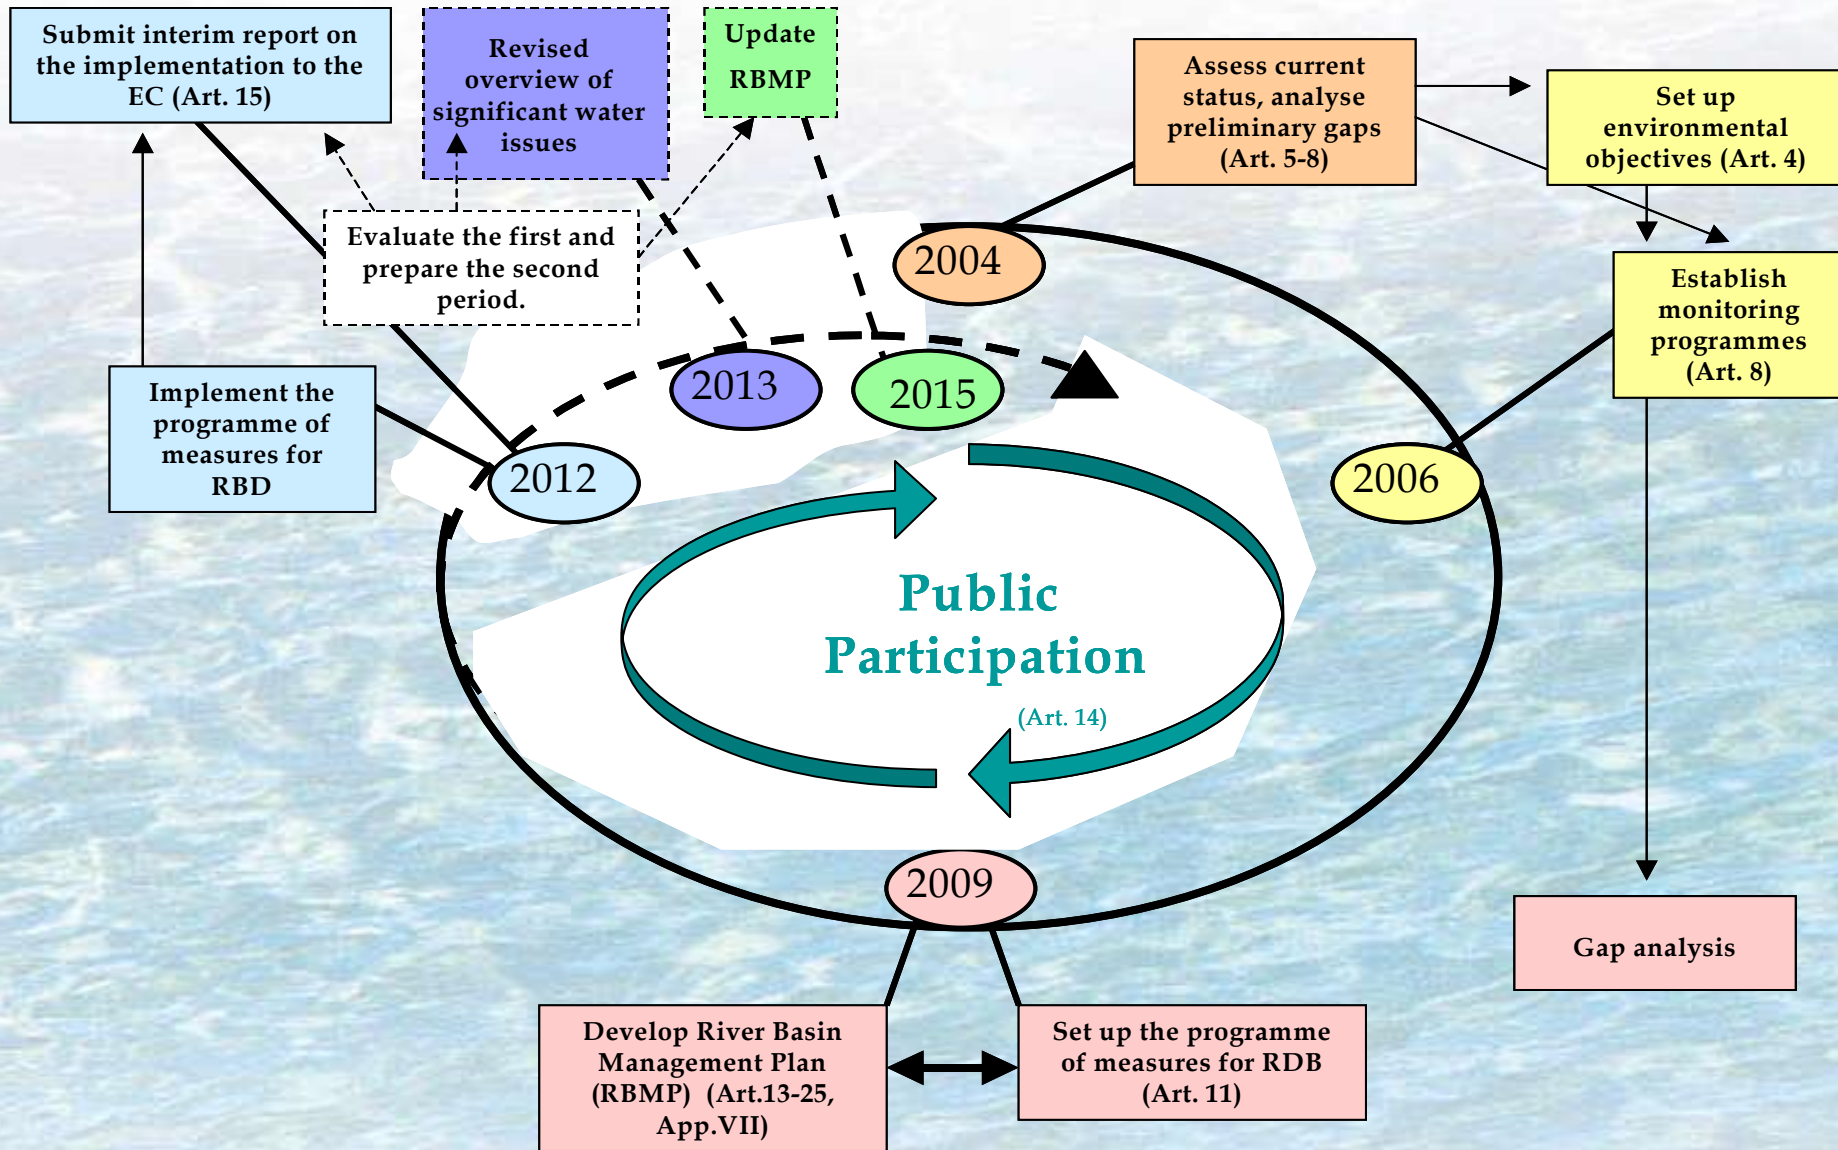 Submit interim report on
the implementation to the
EC (Art. 15)
Revised
overview of
significant water
issues
Update
RBMP
Assess current
status, analyse
preliminary gaps
(Art. 5-8)
Set up
environmental
objectives (Art. 4)
Evaluate the first and
prepare the second
period.
2004
Establish
monitoring
programmes
(Art. 8)
Implement the
programme of
measures for
RBD
2013
2015
2012
2006
Public
Participation
(Art. 14)
2009
Gap analysis
Develop River Basin
Management Plan
(RBMP) (Art.13-25,
App.VII)
Set up the programme
of measures for RDB
(Art. 11)